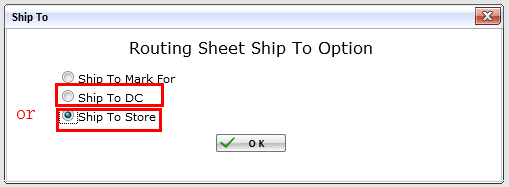 Ship To
Routing Sheet Ship To Option
Ship To Mark For
Ship To DC
or
Ship To Store
OK